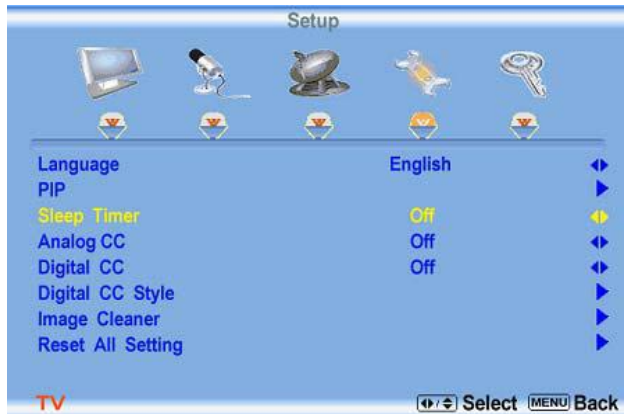 Setup
Language English
PIP
Sleep Timer Off
Analog CC Off
Digital CC Off
Digital CC Style
Image Cleaner
Reset All Setting
TV Select MENU Back